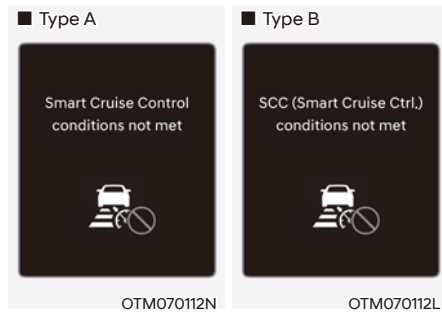 ■ Type A
Smart Cruise Control
conditions not met
OTM070112N
■ Type B
SCC (Smart Cruise Ctrl.)
conditions not met
OTM070112L